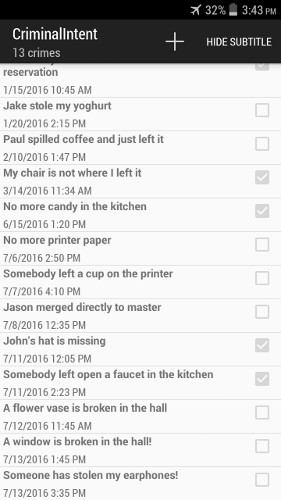 32% 3:43 PM
CriminalIntent
13 crimes
HIDE SUBTITLE
reservation
1/15/2016 10:45 AM
Jake stole my yoghurt
1/20/2016 2:15 PM
Paul spilled coffee and just left it
2/10/2016 1:47 PM
My chair is not where I left it
3/14/2016 11:34 AM
No more candy in the kitchen
6/15/2016 1:20 PM
No more printer paper
7/6/2016 2:50 PM
Somebody left a cup on the printer
7/7/2016 4:10 PM
Jason merged directly to master
7/8/2016 12:35 PM
John's hat is missing
7/11/2016 12:05 PM
Somebody left open a faucet in the kitchen
7/11/2016 2:23 PM
A flower vase is broken in the hall
7/12/2016 11:45 AM
A window is broken in the hall!
7/13/2016 1:45 PM
Someone has stolen my earphones!
7/13/2016 3:35 PM